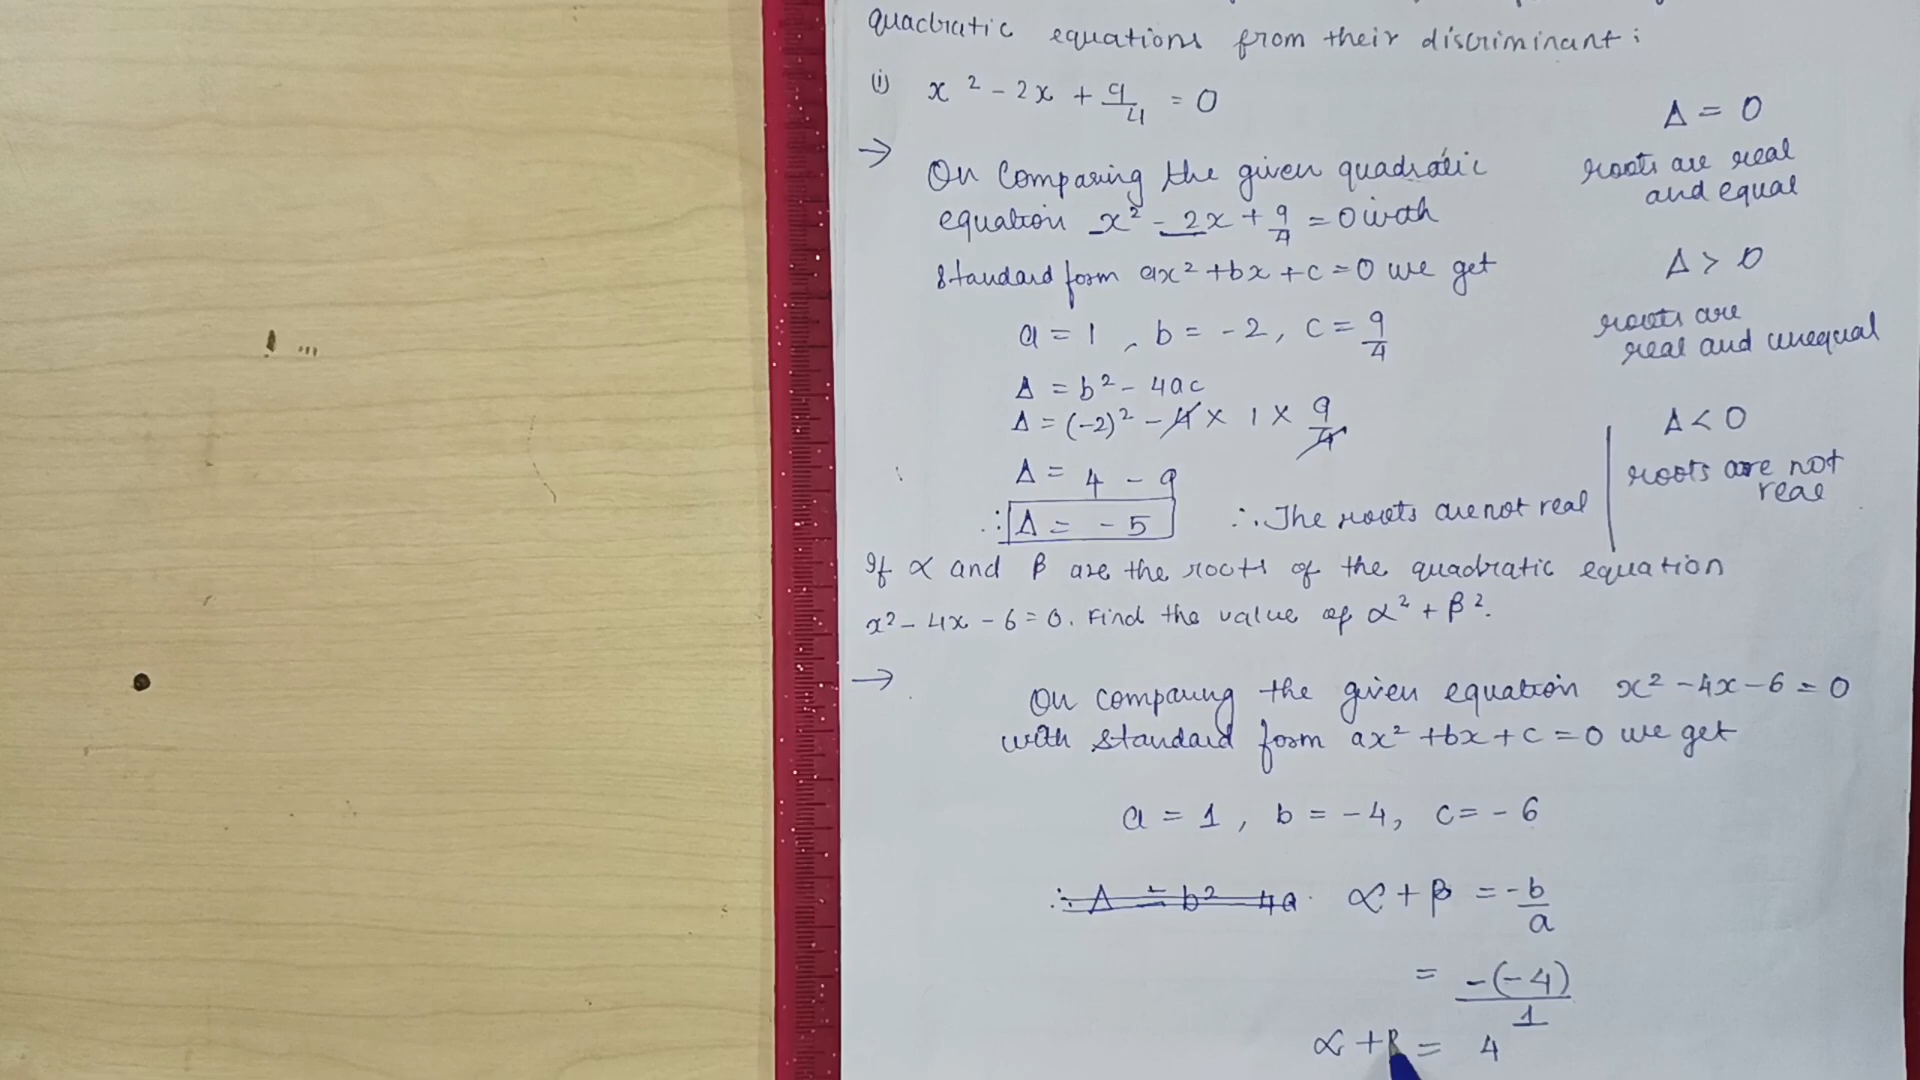 quadratic equations from their discriminant:
(i) x² - 2x + 9/4 = 0
→ On Comparing the given quadratic
equation x² - 2x + 9/4 = 0 with
standard form ax² + bx + c = 0 we get
a = 1, b = -2, c = 9/4
Δ = b² - 4ac
Δ = (-2)² - 4 × 1 × 9/4
Δ = 4 - 9
∴ Δ = -5 ∴ The roots are not real
Δ = 0
roots are real
and equal
Δ > 0
roots are
real and unequal
Δ < 0
roots are not
real
If α and β are the roots of the quadratic equation
x² - 4x - 6 = 0. Find the value of α² + β².
→ On comparing the given equation x² - 4x - 6 = 0
with standard form ax² + bx + c = 0 we get
a = 1, b = -4, c = -6
∴ Δ = b² - 4a α + β = -b/a
= -(-4)/1
α + β = 4